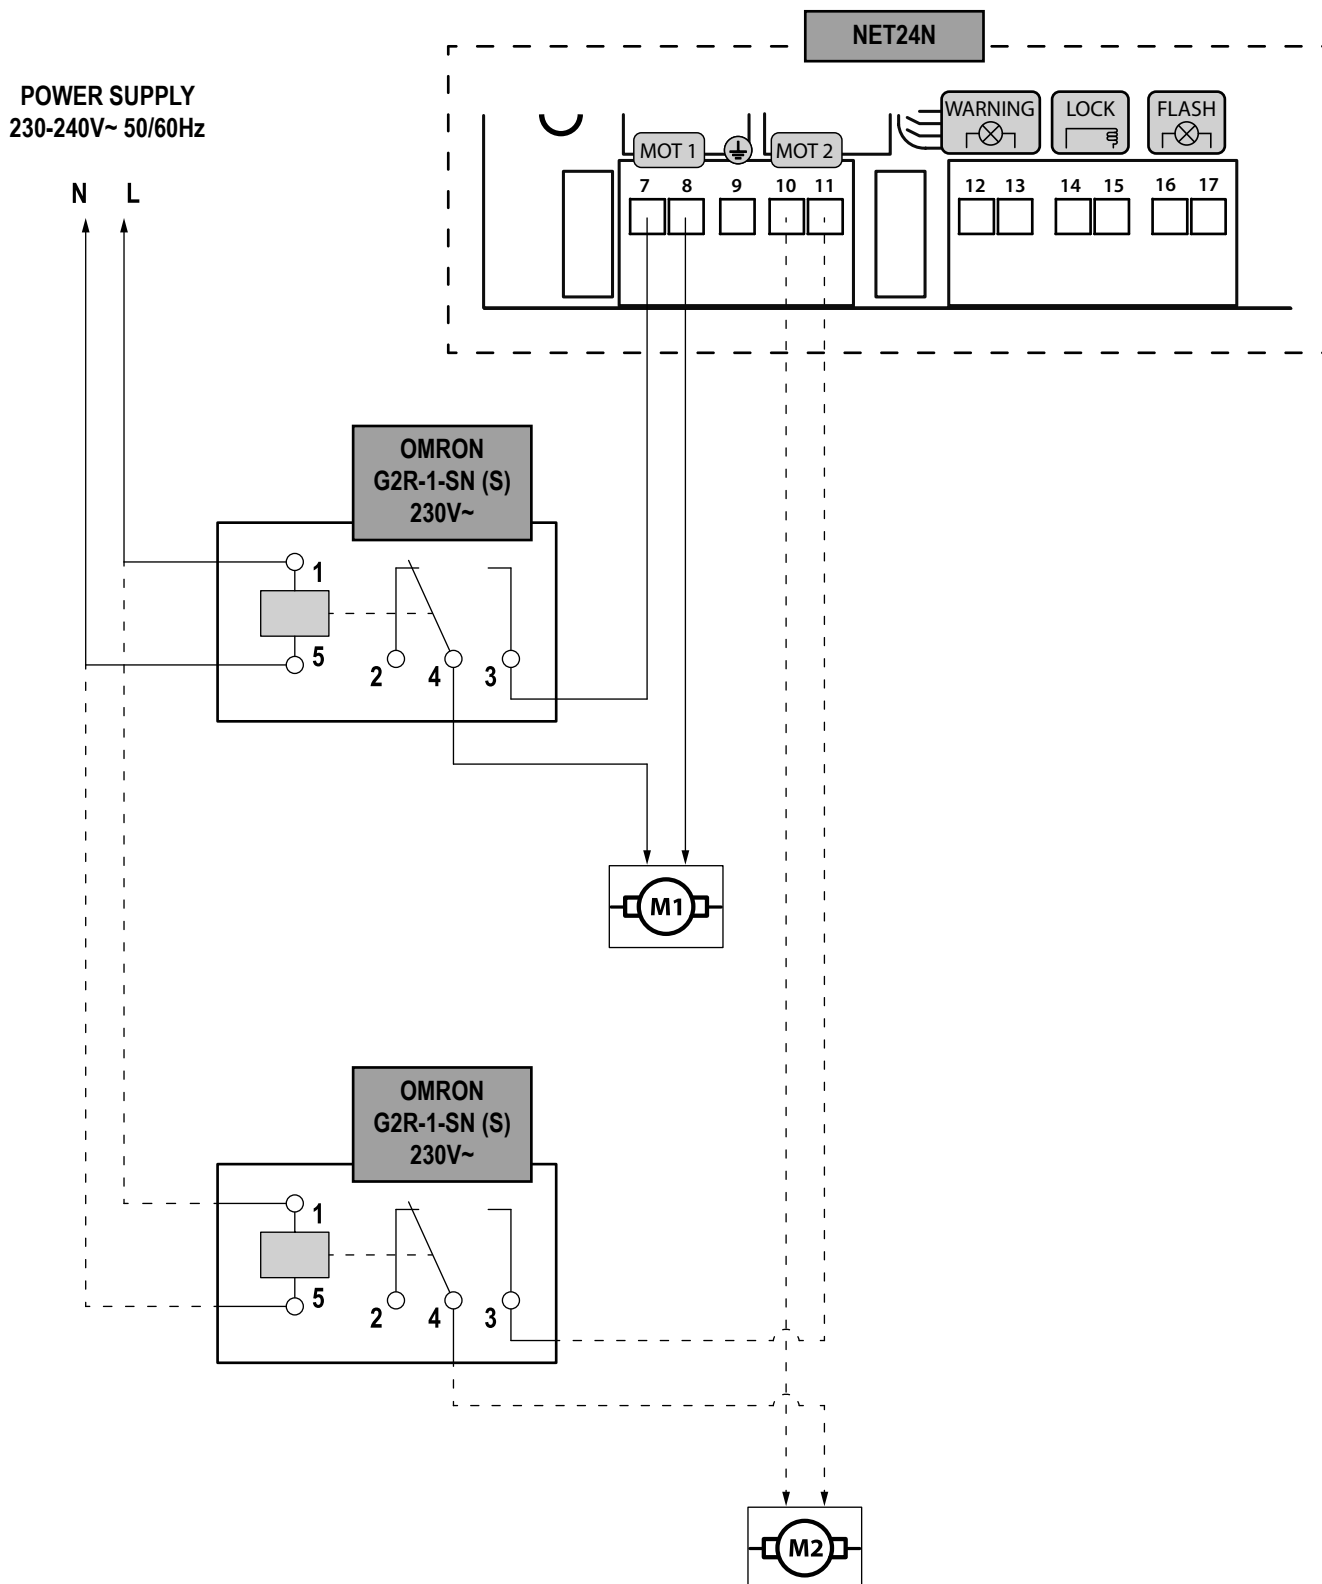 NET24N
POWER SUPPLY
230-240V~ 50/60Hz
N L
WARNING LOCK FLASH
MOT 1 MOT 2
7 8 9 10 11 12 13 14 15 16 17
OMRON
G2R-1-SN (S)
230V~
1
5
2 4 3
M1
OMRON
G2R-1-SN (S)
230V~
1
5
2 4 3
M2